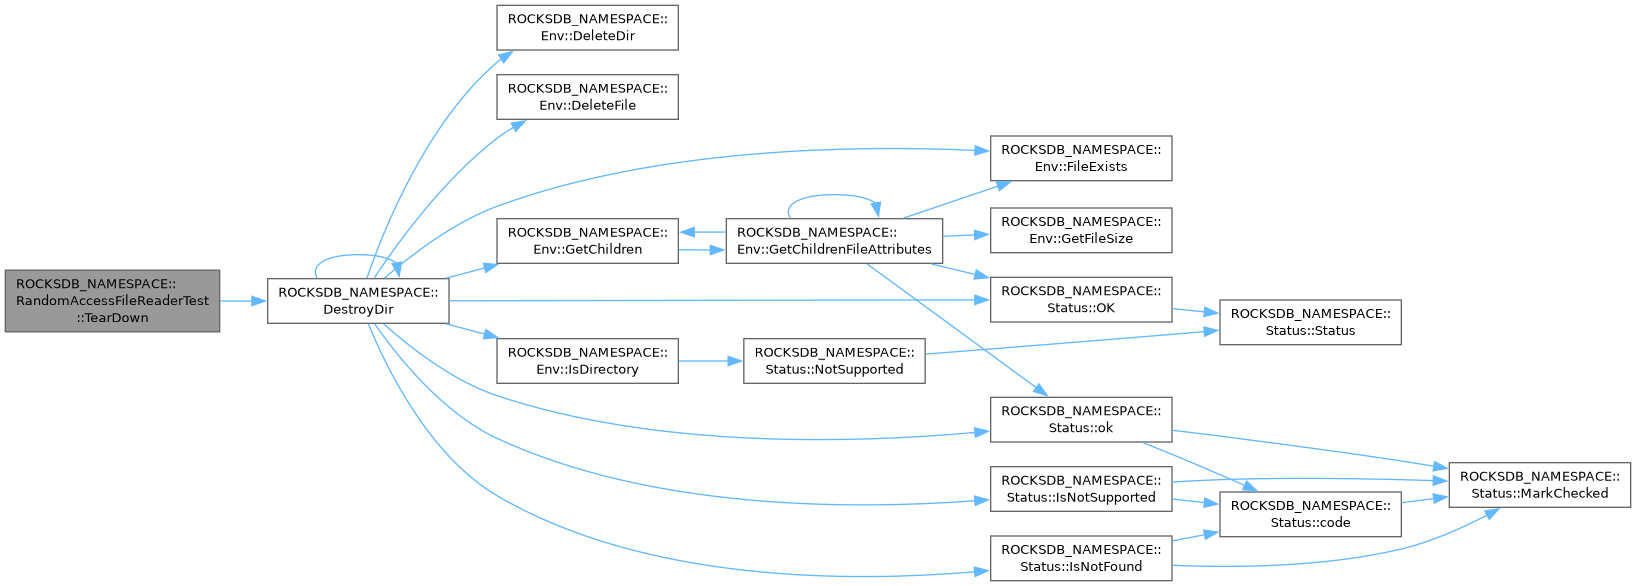 ROCKSDB_NAMESPACE::
RandomAccessFileReaderTest
::TearDown
ROCKSDB_NAMESPACE::
DestroyDir
ROCKSDB_NAMESPACE::
Env::DeleteDir
ROCKSDB_NAMESPACE::
Env::DeleteFile
ROCKSDB_NAMESPACE::
Env::GetChildren
ROCKSDB_NAMESPACE::
Env::IsDirectory
ROCKSDB_NAMESPACE::
Env::GetChildrenFileAttributes
ROCKSDB_NAMESPACE::
Status::NotSupported
ROCKSDB_NAMESPACE::
Env::FileExists
ROCKSDB_NAMESPACE::
Env::GetFileSize
ROCKSDB_NAMESPACE::
Status::OK
ROCKSDB_NAMESPACE::
Status::ok
ROCKSDB_NAMESPACE::
Status::IsNotSupported
ROCKSDB_NAMESPACE::
Status::IsNotFound
ROCKSDB_NAMESPACE::
Status::Status
ROCKSDB_NAMESPACE::
Status::code
ROCKSDB_NAMESPACE::
Status::MarkChecked